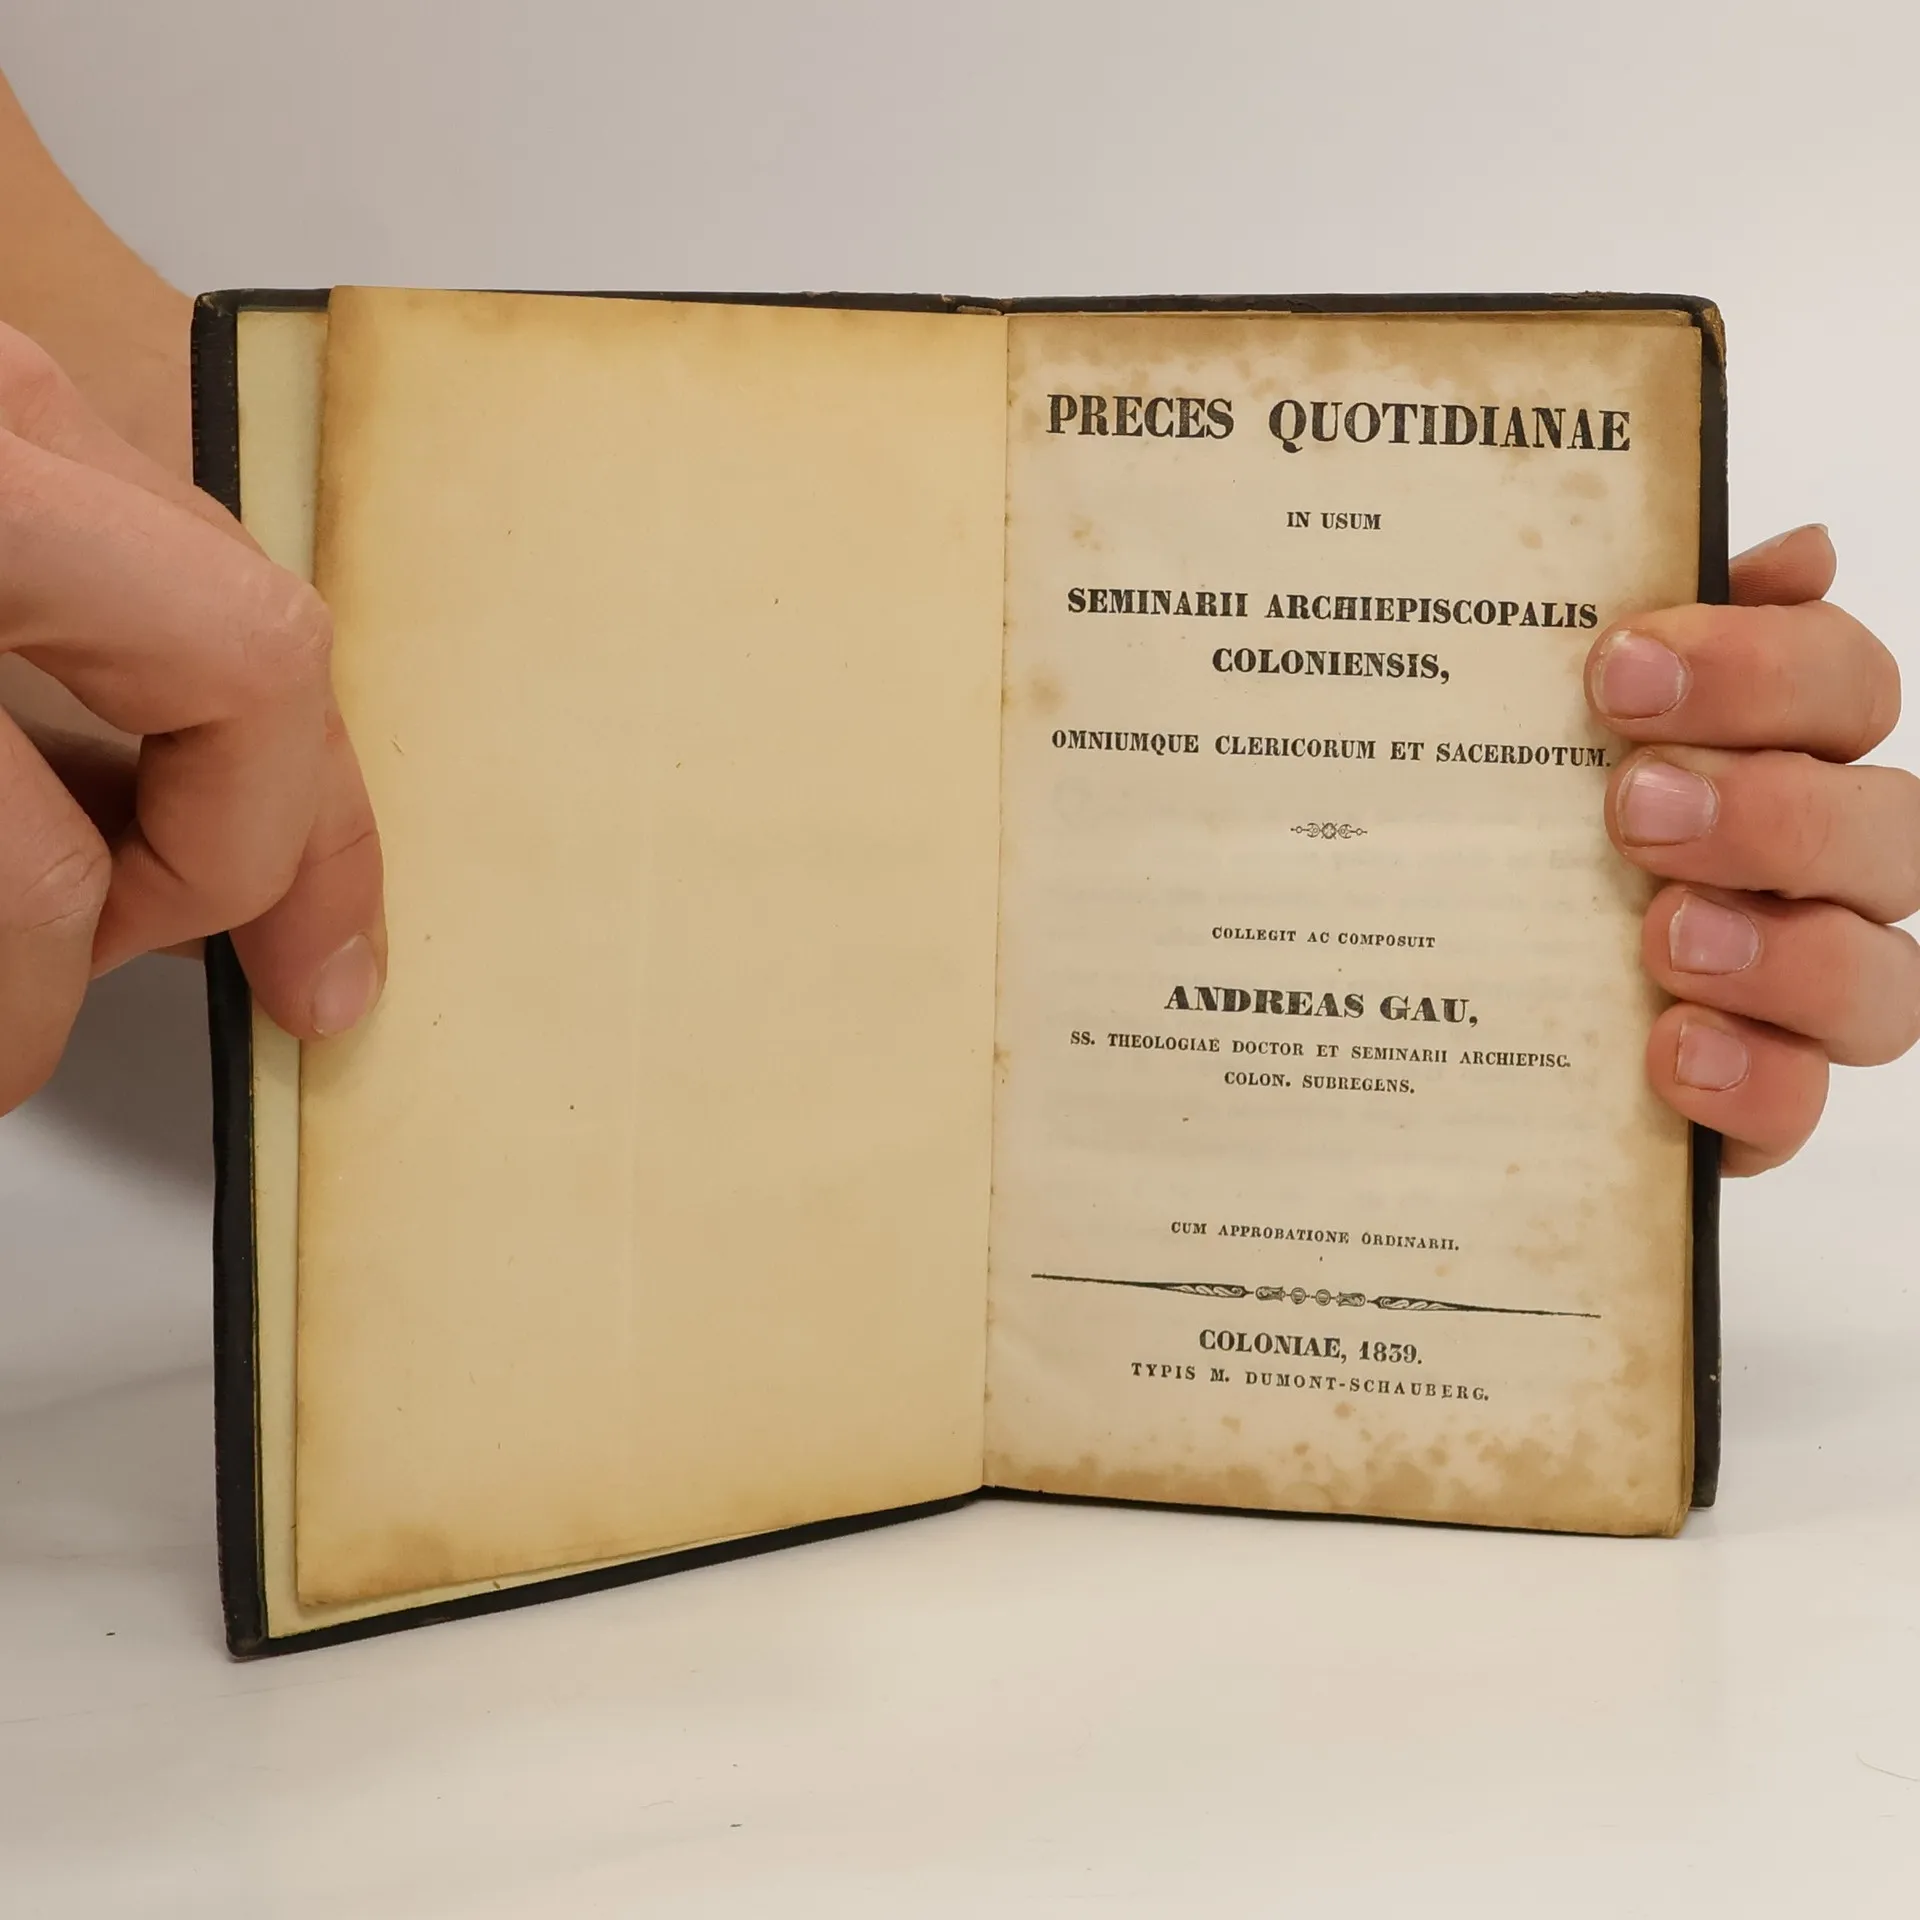 PRECES QUOTIDIANAE
IN USUM
SEMINARII ARCHIEPISCOPALIS
COLONIENSIS,
OMNIUMQUE CLERICORUM ET SACERDOTUM.
COLLEGIT AC COMPOSUIT
ANDREAS GAU,
SS. THEOLOGIAE DOCTOR ET SEMINARII ARCHIEPISC.
COLON. SUBREGENS.
CUM APPROBATIONE ORDINARII.
COLONIAE, 1839.
TYPIS M. DUMONT-SCHAUBERG.